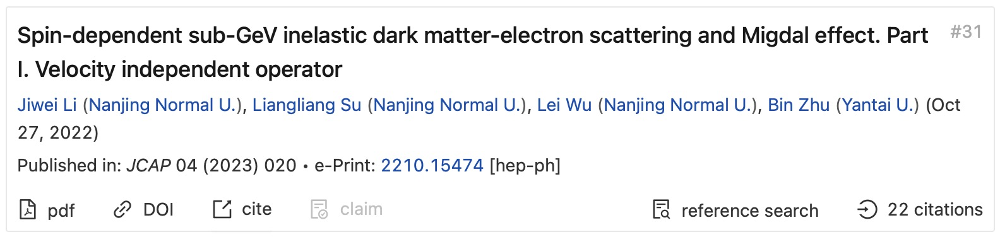 Spin-dependent sub-GeV inelastic dark matter-electron scattering and Migdal effect. Part #31
I. Velocity independent operator
Jiwei Li (Nanjing Normal U.), Liangliang Su (Nanjing Normal U.), Lei Wu (Nanjing Normal U.), Bin Zhu (Yantai U.) (Oct
27, 2022)
Published in: JCAP 04 (2023) 020 • e-Print: 2210.15474 [hep-ph]
pdf DOI cite claim reference search 22 citations